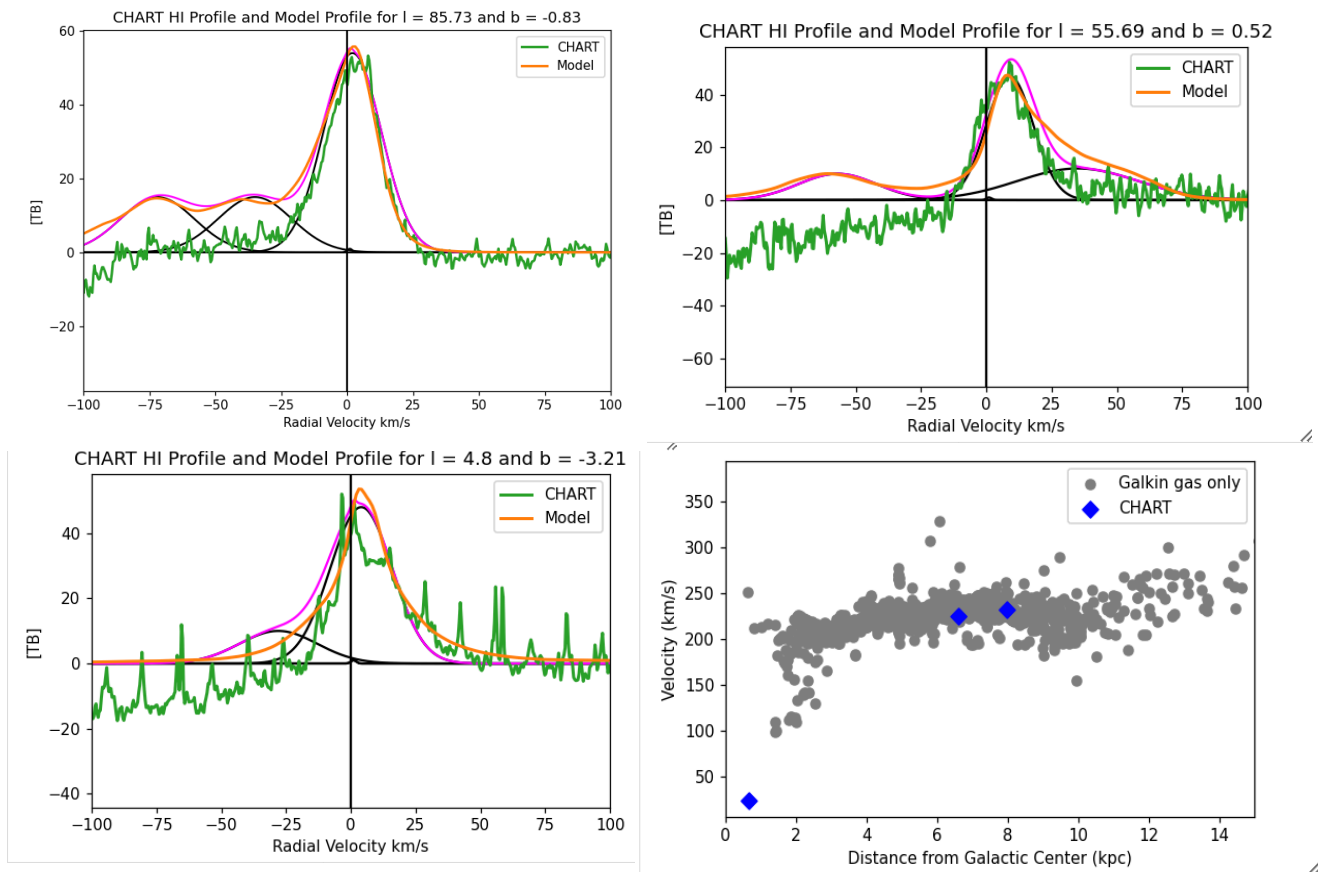 CHART HI Profile and Model Profile for l = 85.73 and b = -0.83
60
40
20
0
−20
[TB]
CHART
Model
−100 −75 −50 −25 0 25 50 75 100
Radial Velocity km/s
CHART HI Profile and Model Profile for l = 55.69 and b = 0.52
40
20
0
−20
−40
−60
[TB]
CHART
Model
−100 −75 −50 −25 0 25 50 75 100
Radial Velocity km/s
CHART HI Profile and Model Profile for l = 4.8 and b = -3.21
40
20
0
−20
−40
[TB]
CHART
Model
−100 −75 −50 −25 0 25 50 75 100
Radial Velocity km/s
350
300
250
200
150
100
50
Velocity (km/s)
Galkin gas only
CHART
0 2 4 6 8 10 12 14
Distance from Galactic Center (kpc)